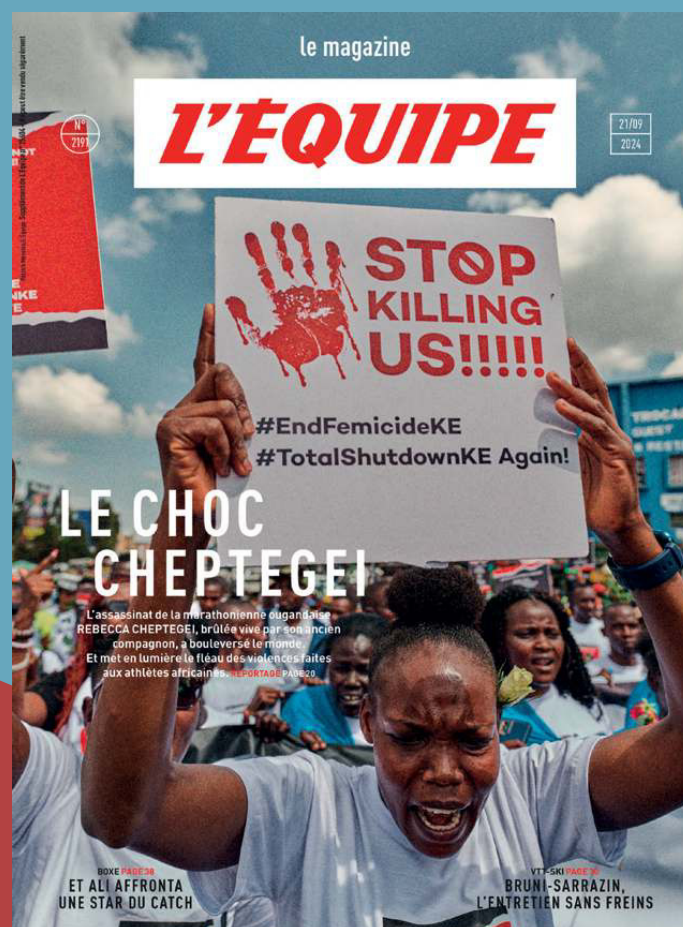 le magazine
L'ÉQUIPE
N°
2191
21/09
2024
STOP
KILLING
US!!!!!
#EndFemicideKE
#TotalShutdownKE Again!
LE CHOC
CHEPTEGEI
L'assassinat de la marathonienne ougandaise
REBECCA CHEPTEGEI, brûlée vive par son ancien
compagnon, a bouleversé le monde.
Et met en lumière le fléau des violences faites
aux athlètes africaines. REPORTAGE PAGE 20
BOXE PAGE 38
ET ALI AFFRONTA
UNE STAR DU CATCH
VTT-SKI PAGE
BRUNI-SARRAZIN,
L'ENTRETIEN SANS FREINS